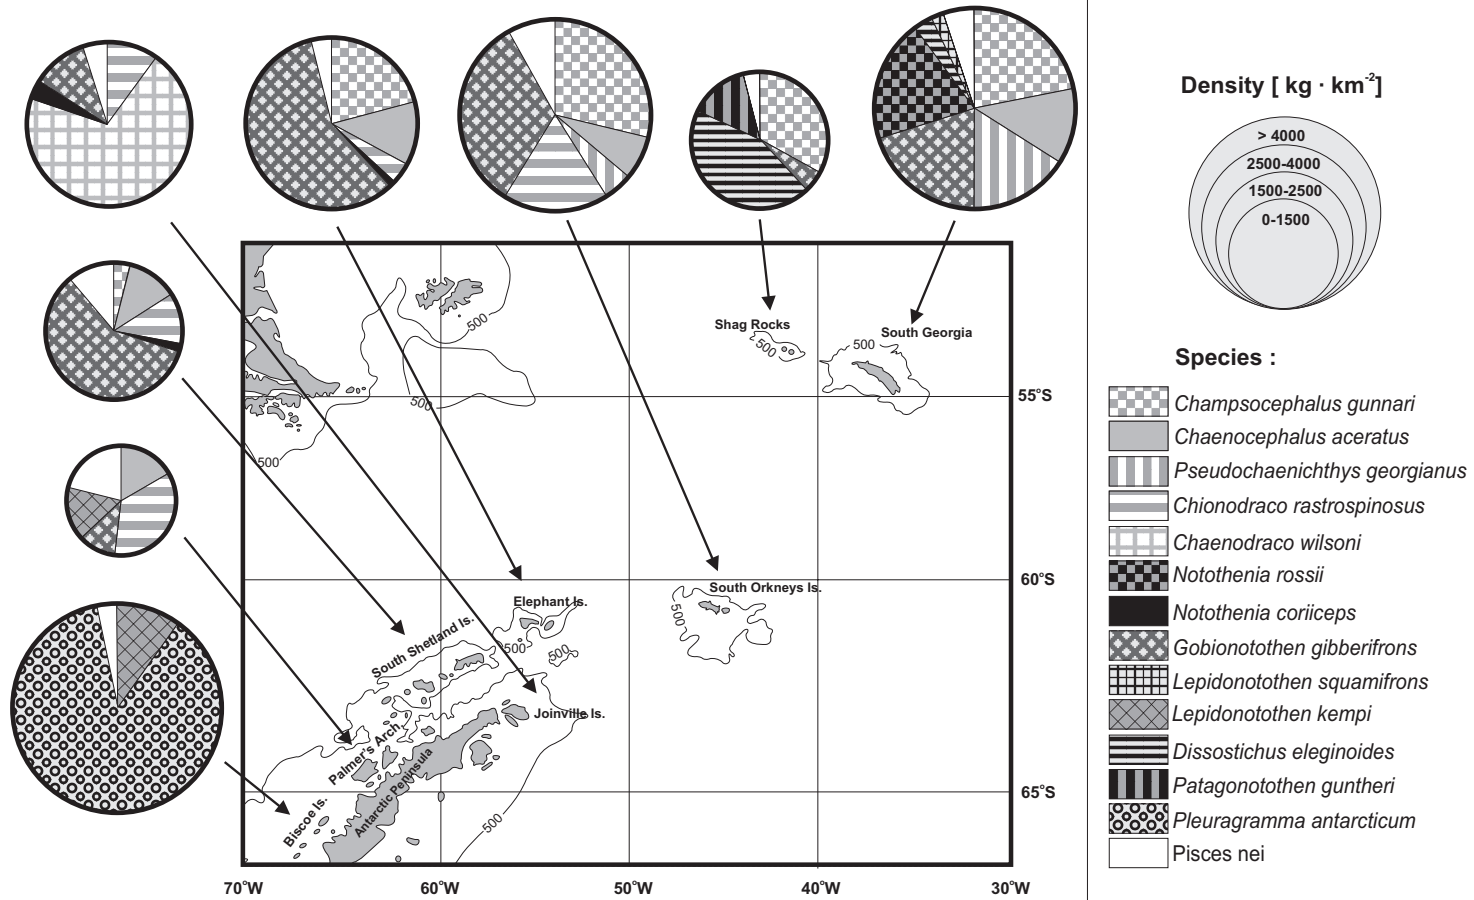 Density [ kg · km⁻²]
> 4000
2500-4000
1500-2500
0-1500
500
Shag Rocks
500
South Georgia
500
500
55°S
500
60°S
South Orkneys Is.
500
Elephant Is.
South Shetland Is.
500
500
Joinville Is.
Palmer's Arch.
Antarctic Peninsula
Biscoe Is.
65°S
500
70°W
60°W
50°W
40°W
30°W
Species :
Champsocephalus gunnari
Chaenocephalus aceratus
Pseudochaenichthys georgianus
Chionodraco rastrospinosus
Chaenodraco wilsoni
Notothenia rossii
Notothenia coriiceps
Gobionotothen gibberifrons
Lepidonotothen squamifrons
Lepidonotothen kempi
Dissostichus eleginoides
Patagonotothen guntheri
Pleuragramma antarcticum
Pisces nei